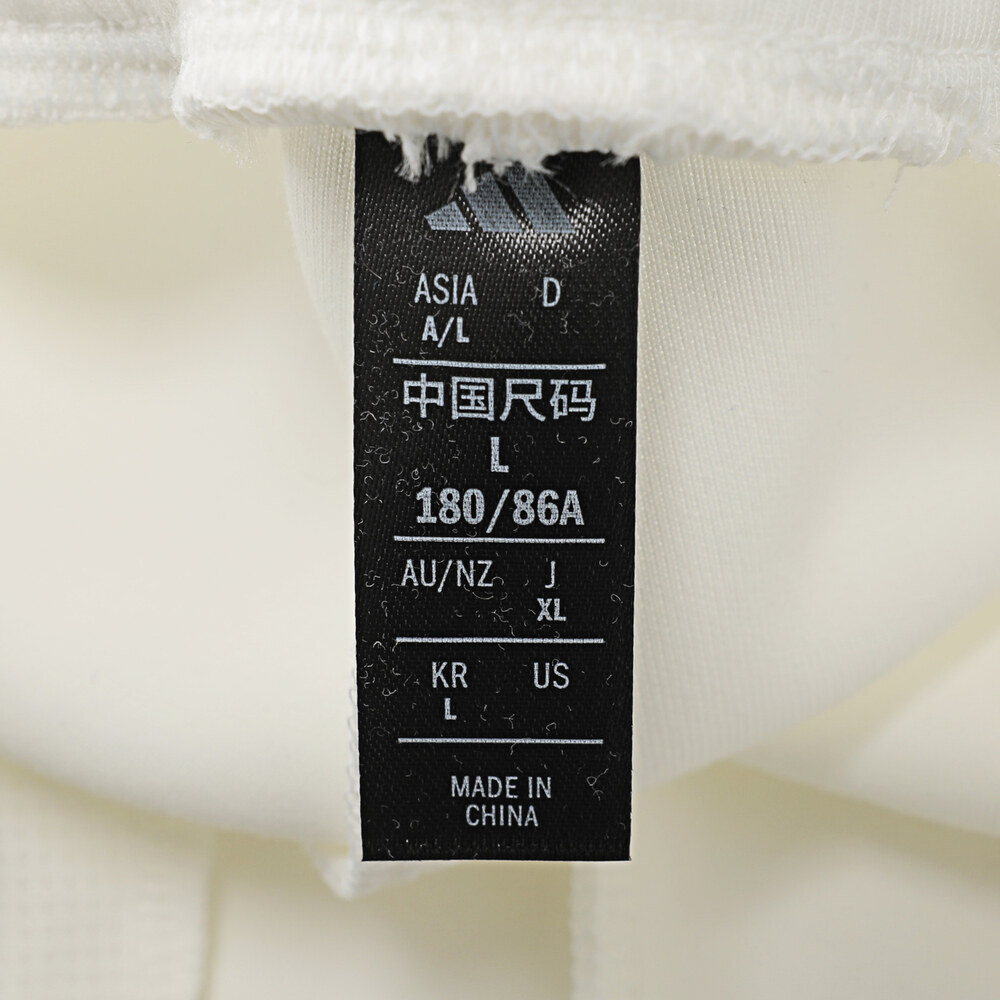 ASIA D
A/L
中国尺码
L
180/86A
AU/NZ J
XL
KR US
L
MADE IN
CHINA